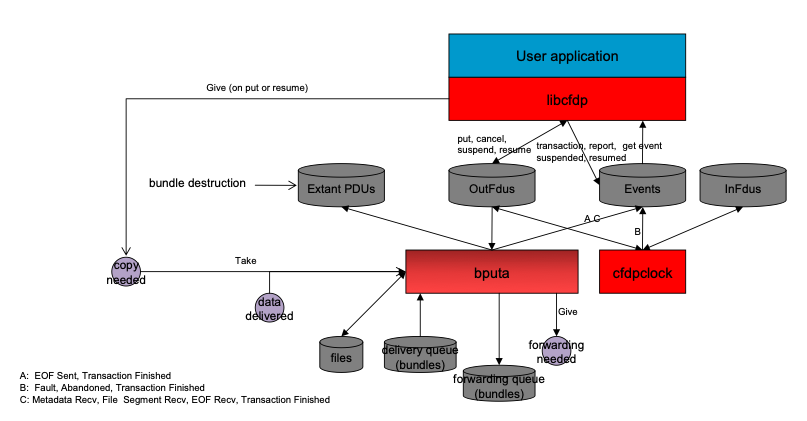 User application
libcfdp
Give (on put or resume)
put, cancel,
suspend, resume
transaction, report,
suspended, resumed
get event
bundle destruction
Extant PDUs
OutFdus
Events
InFdus
A C
B
copy
needed
Take
bputa
cfdpclock
data
delivered
Give
files
delivery queue
(bundles)
forwarding
needed
forwarding queue
(bundles)
A: EOF Sent, Transaction Finished
B: Fault, Abandoned, Transaction Finished
C: Metadata Recv, File Segment Recv, EOF Recv, Transaction Finished